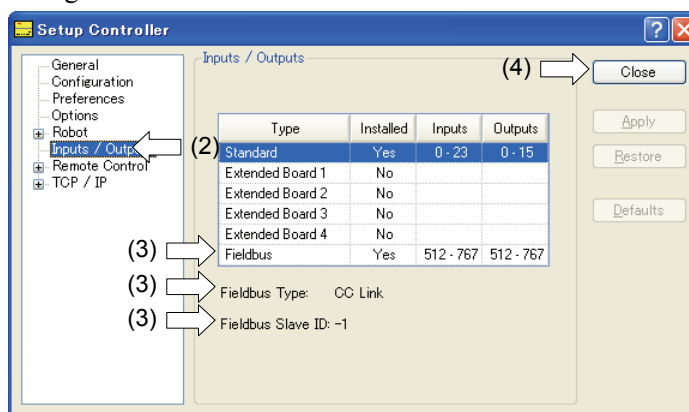 Setup Controller
General
Configuration
Preferences
Options
Robot
Inputs / Outp
Remote Control
TCP / IP
(2)
Inputs / Outputs
Type Installed Inputs Outputs
Standard Yes 0 - 23 0 - 15
Extended Board 1 No
Extended Board 2 No
Extended Board 3 No
Extended Board 4 No
(3) Fieldbus Yes 512 - 767 512 - 767
(3) Fieldbus Type: CC Link
(3) Fieldbus Slave ID: -1
(4) Close
Apply
Restore
Defaults